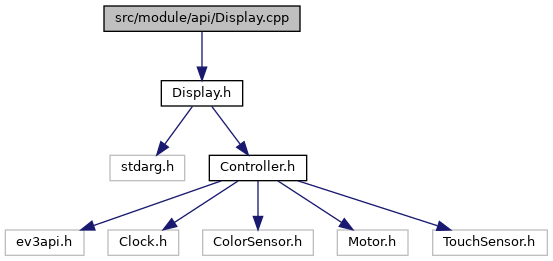 src/module/api/Display.cpp
Display.h
stdarg.h
Controller.h
ev3api.h
Clock.h
ColorSensor.h
Motor.h
TouchSensor.h